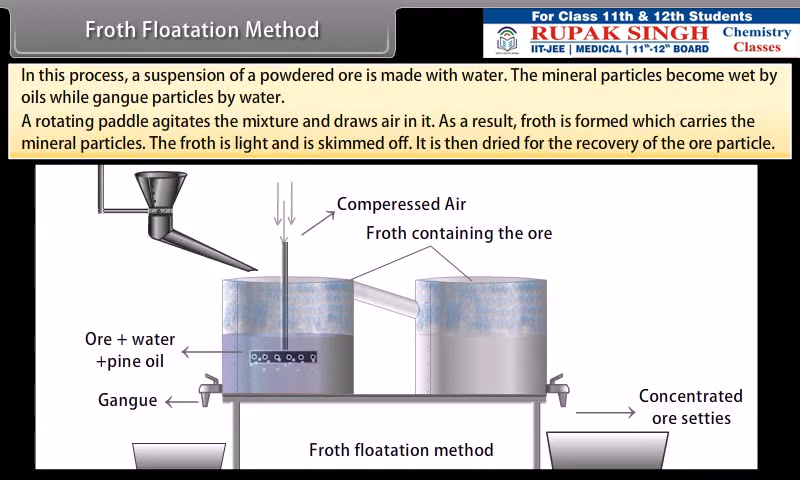 Froth Floatation Method
For Class 11th & 12th Students
RUPAK SINGH
IIT-JEE | MEDICAL | 11th-12th BOARD
Chemistry
Classes
In this process, a suspension of a powdered ore is made with water. The mineral particles become wet by
oils while gangue particles by water.
A rotating paddle agitates the mixture and draws air in it. As a result, froth is formed which carries the
mineral particles. The froth is light and is skimmed off. It is then dried for the recovery of the ore particle.
Comperessed Air
Froth containing the ore
Ore + water
+pine oil
Gangue
Concentrated
ore setties
Froth floatation method